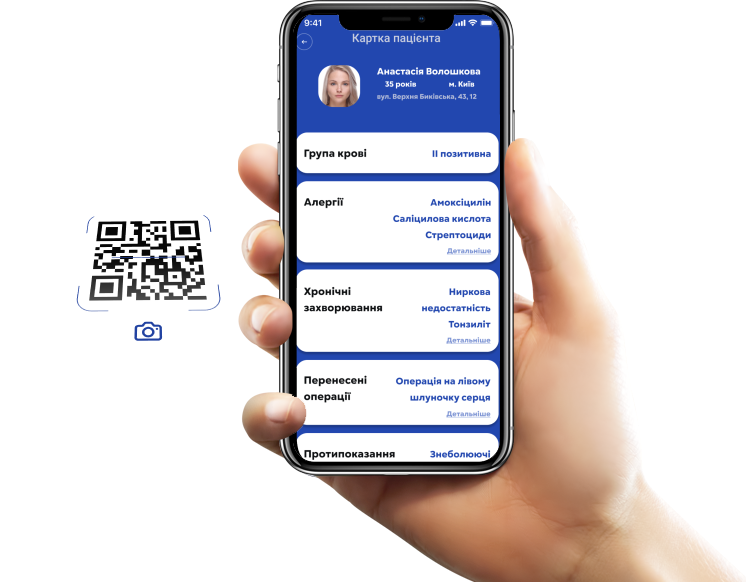 9:41
Картка пацієнта
Анастасія Волошкова
35 років м. Київ
вул. Верхня Биківська, 43, 12
Група крові ІІ позитивна
Алергії Амоксіцилін
Саліцилова кислота
Стрептоциди
Детальніше
Хронічні Ниркова
захворювання недостатність
Тонзиліт
Детальніше
Перенесені Операція на лівому
операції шлуночку серця
Детальніше
Протипоказання Знеболюючі